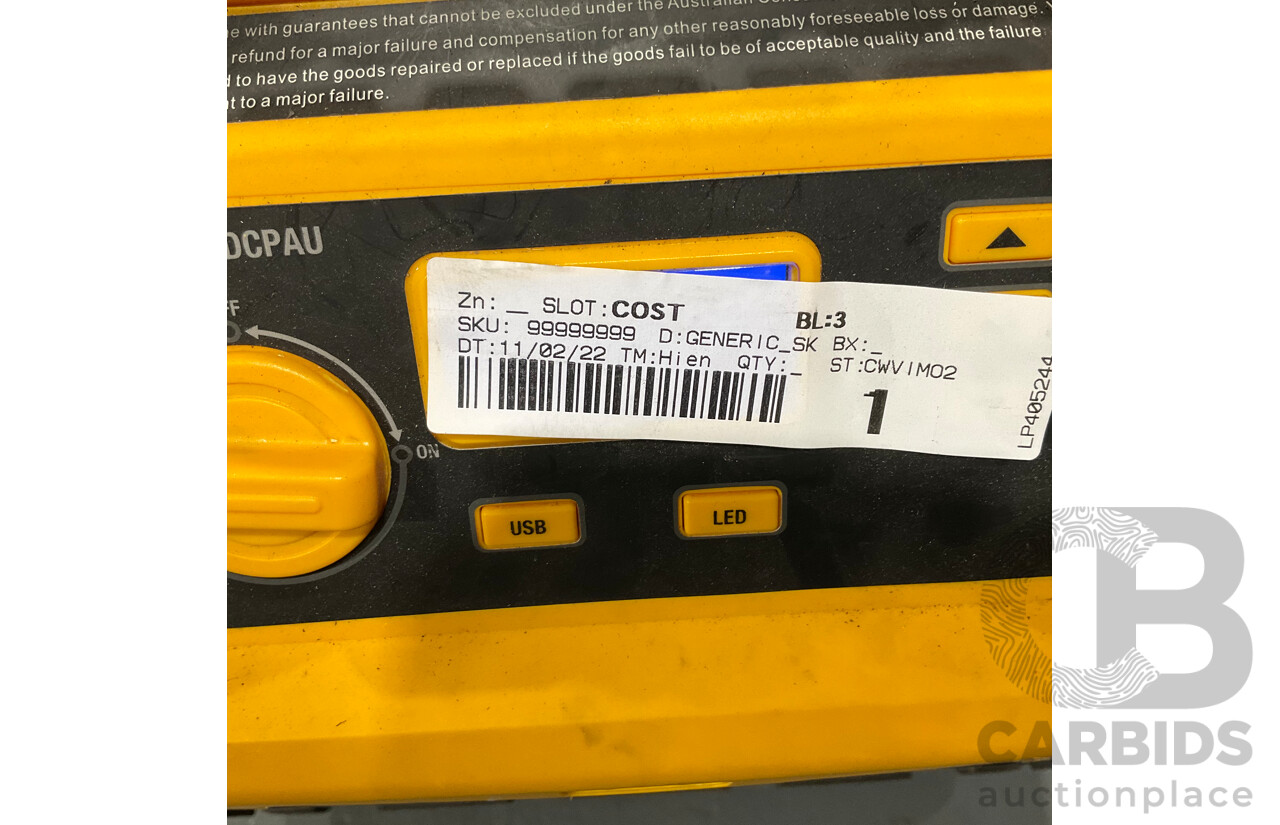 e with guarantees that cannot be excluded under the Australian
refund for a major failure and compensation for any other reasonably foreseeable loss or damage.
to have the goods repaired or replaced if the goods fail to be of acceptable quality and the failure
t to a major failure.
DCPAU
FF
Zn: _ SLOT:COST BL:3
SKU: 99999999 D:GENERIC_SK BX:_
DT:11/02/22 TM:Hien QTY:_ ST:CWVIM02
1
LP405244
ON
USB
LED
CB
CARBIDS
auctionplace